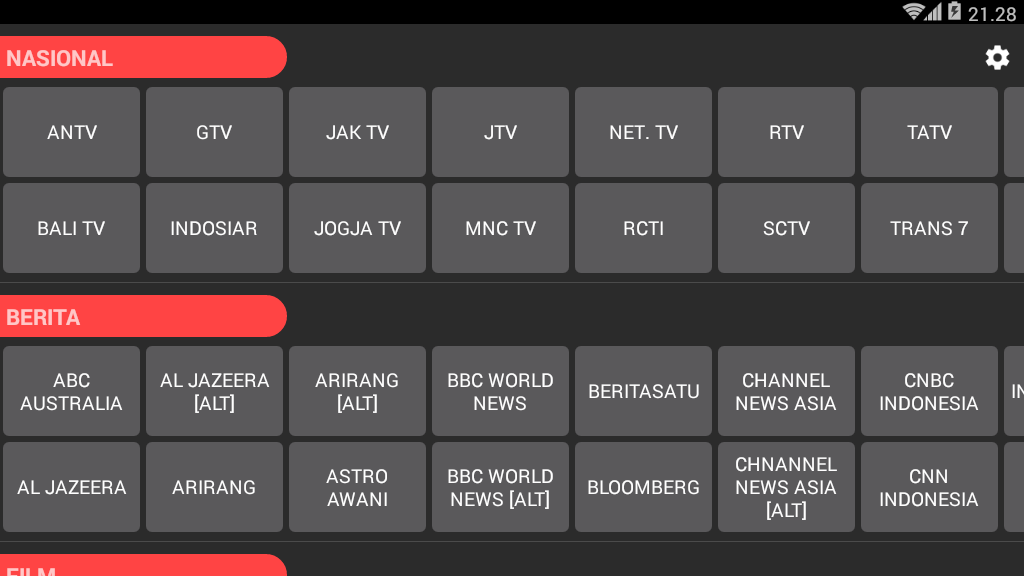 21.28
NASIONAL
ANTV
GTV
JAK TV
JTV
NET. TV
RTV
TATV
BALI TV
INDOSIAR
JOGJA TV
MNC TV
RCTI
SCTV
TRANS 7
BERITA
ABC
AUSTRALIA
AL JAZEERA
[ALT]
ARIRANG
[ALT]
BBC WORLD
NEWS
BERITASATU
CHANNEL
NEWS ASIA
CNBC
INDONESIA
AL JAZEERA
ARIRANG
ASTRO
AWANI
BBC WORLD
NEWS [ALT]
BLOOMBERG
CHNANNEL
NEWS ASIA
[ALT]
CNN
INDONESIA
FILM